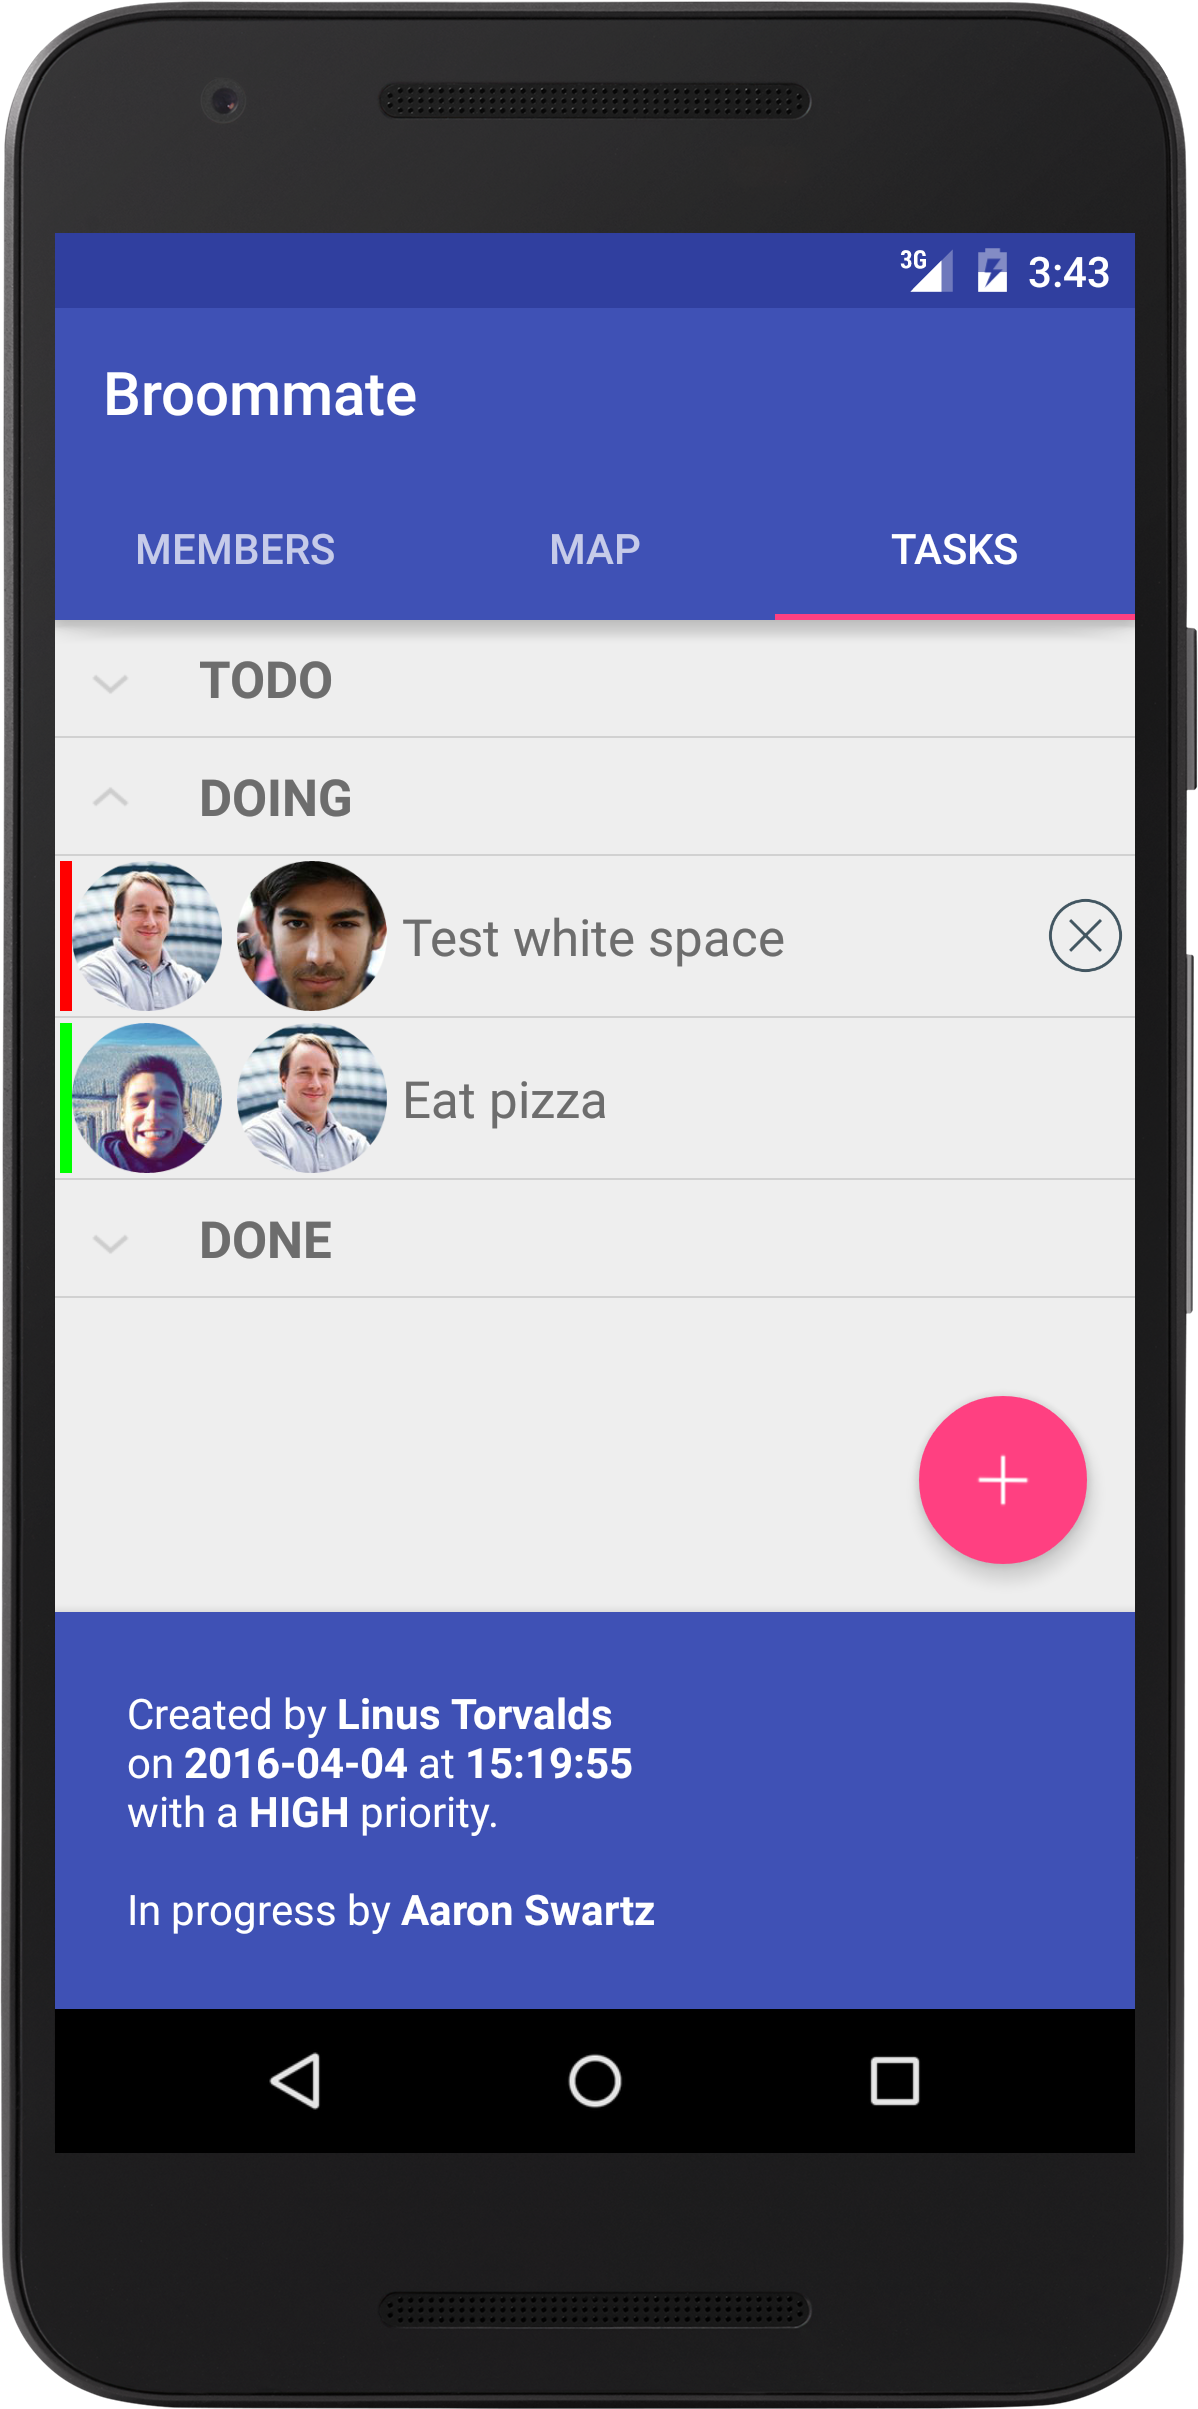 3G 3:43
Broommate
MEMBERS MAP TASKS
TODO
DOING
Test white space
Eat pizza
DONE
Created by Linus Torvalds
on 2016-04-04 at 15:19:55
with a HIGH priority.
In progress by Aaron Swartz